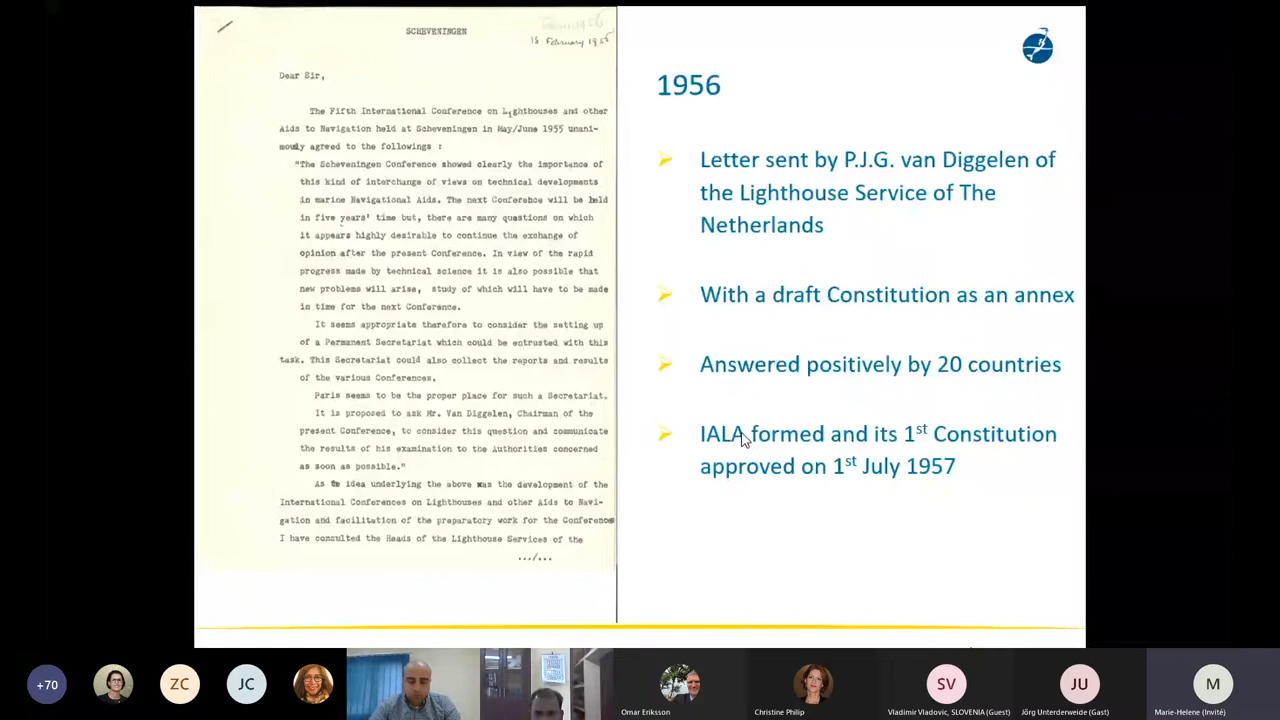 SCHEVENINGEN
15 February 1956
Dear Sir,
The Fifth International Conference on Lighthouses and other
Aids to Navigation held at Scheveningen in May/June 1955 unani-
mously agreed to the followings :
"The Scheveningen Conference showed clearly the importance of
this kind of interchange of views on technical developments
in marine Navigational Aids. The next Conference will be held
in five years' time but, there are many questions on which
it appears highly desirable to continue the exchange of
opinion after the present Conference. In view of the rapid
progress made by technical science it is also possible that
new problems will arise, study of which will have to be made
in time for the next Conference.
It seems appropriate therefore to consider the setting up
of a Permanent Secretariat which could be entrusted with this
task. This Secretariat could also collect the reports and results
of the various Conferences.
Paris seems to be the proper place for such a Secretariat.
It is proposed to ask Mr. Van Diggelen, Chairman of the
present Conference, to consider this question and communicate
the results of his examination to the Authorities concerned
as soon as possible."
As the idea underlying the above was the development of the
International Conferences on Lighthouses and other Aids to Navi-
gation and facilitation of the preparatory work for the Conferences
I have consulted the Heads of the Lighthouse Services of the
.../...
1956
Letter sent by P.J.G. van Diggelen of
the Lighthouse Service of The
Netherlands
With a draft Constitution as an annex
Answered positively by 20 countries
IALA formed and its 1st Constitution
approved on 1st July 1957
+70
ZC
JC
Omar Eriksson
Christine Philip
SV
Vladimir Vladovic, SLOVENIA (Guest)
JU
Jörg Unterderweide (Gast)
M
Marie-Helene (Invité)